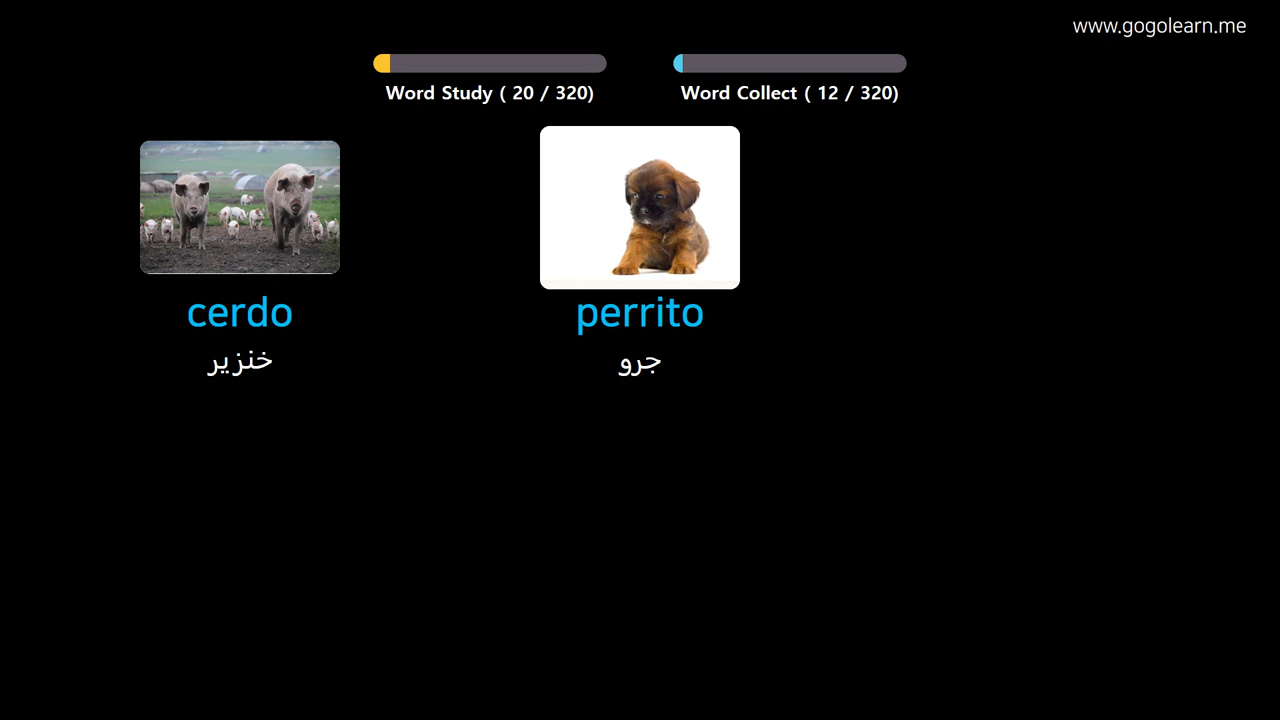 www.gogolearn.me
Word Study ( 20 / 320)
Word Collect ( 12 / 320)
cerdo
خنزير
perrito
جرو